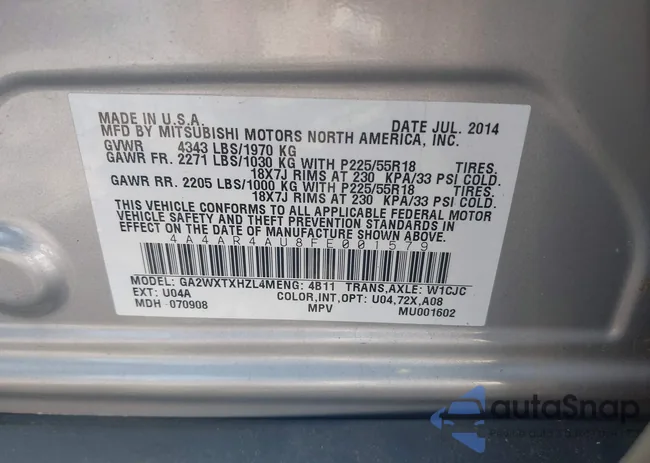 MADE IN U.S.A. DATE JUL. 2014
MFD BY MITSUBISHI MOTORS NORTH AMERICA, INC.
GVWR 4343 LBS/1970 KG
GAWR FR. 2271 LBS/1030 KG WITH P225/55R18 TIRES,
18X7J RIMS AT 230 KPA/33 PSI COLD.
GAWR RR. 2205 LBS/1000 KG WITH P225/55R18 TIRES,
18X7J RIMS AT 230 KPA/33 PSI COLD.
THIS VEHICLE CONFORMS TO ALL APPLICABLE FEDERAL MOTOR
VEHICLE SAFETY AND THEFT PREVENTION STANDARDS IN
EFFECT ON THE DATE OF MANUFACTURE SHOWN ABOVE.
4A4AR4AU8FE001579
MODEL: GA2WXTXHZL4MENG: 4B11 TRANS,AXLE: W1CJC
EXT: U04A COLOR,INT,OPT: U04,72X,A08
MDH -070908 MPV MU001602
autoSnap